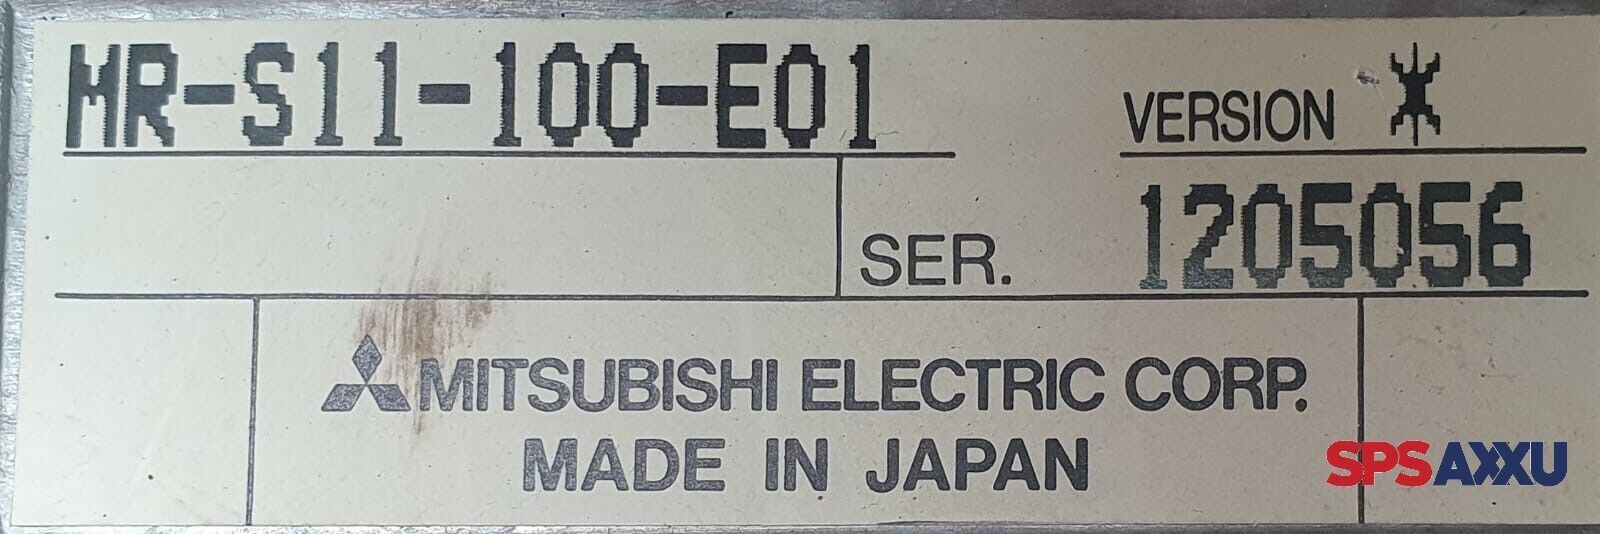 MR-S11-100-E01
VERSION *
SER. 1205056
MITSUBISHI ELECTRIC CORP.
MADE IN JAPAN
SPSAXXU